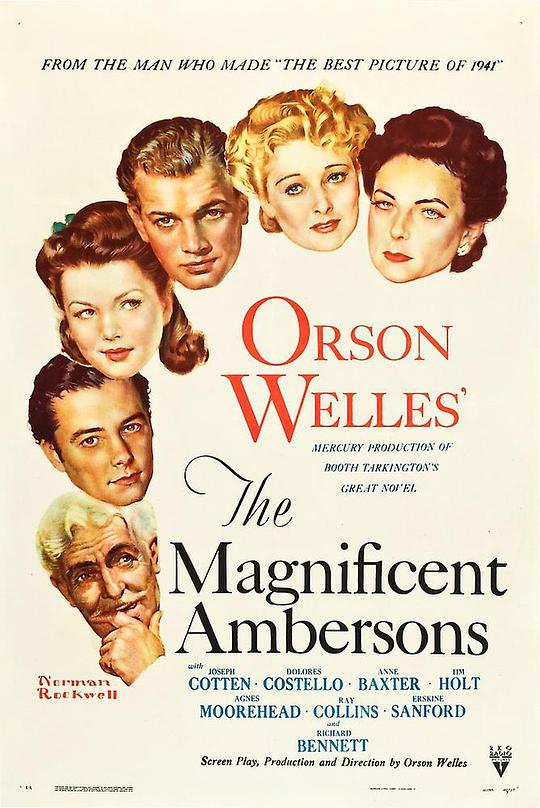 FROM THE MAN WHO MADE "THE BEST PICTURE OF 1941"
ORSON
WELLES'
MERCURY PRODUCTION OF
BOOTH TARKINGTON'S
GREAT NOVEL
The
Magnificent
Ambersons
with
JOSEPH COTTEN · DOLORES COSTELLO · ANNE BAXTER · TIM HOLT
AGNES MOOREHEAD · RAY COLLINS · ERSKINE SANFORD
and
RICHARD
BENNETT
Screen Play, Production and Direction by Orson Welles
Norman
Rockwell
RKO
RADIO
PICTURES